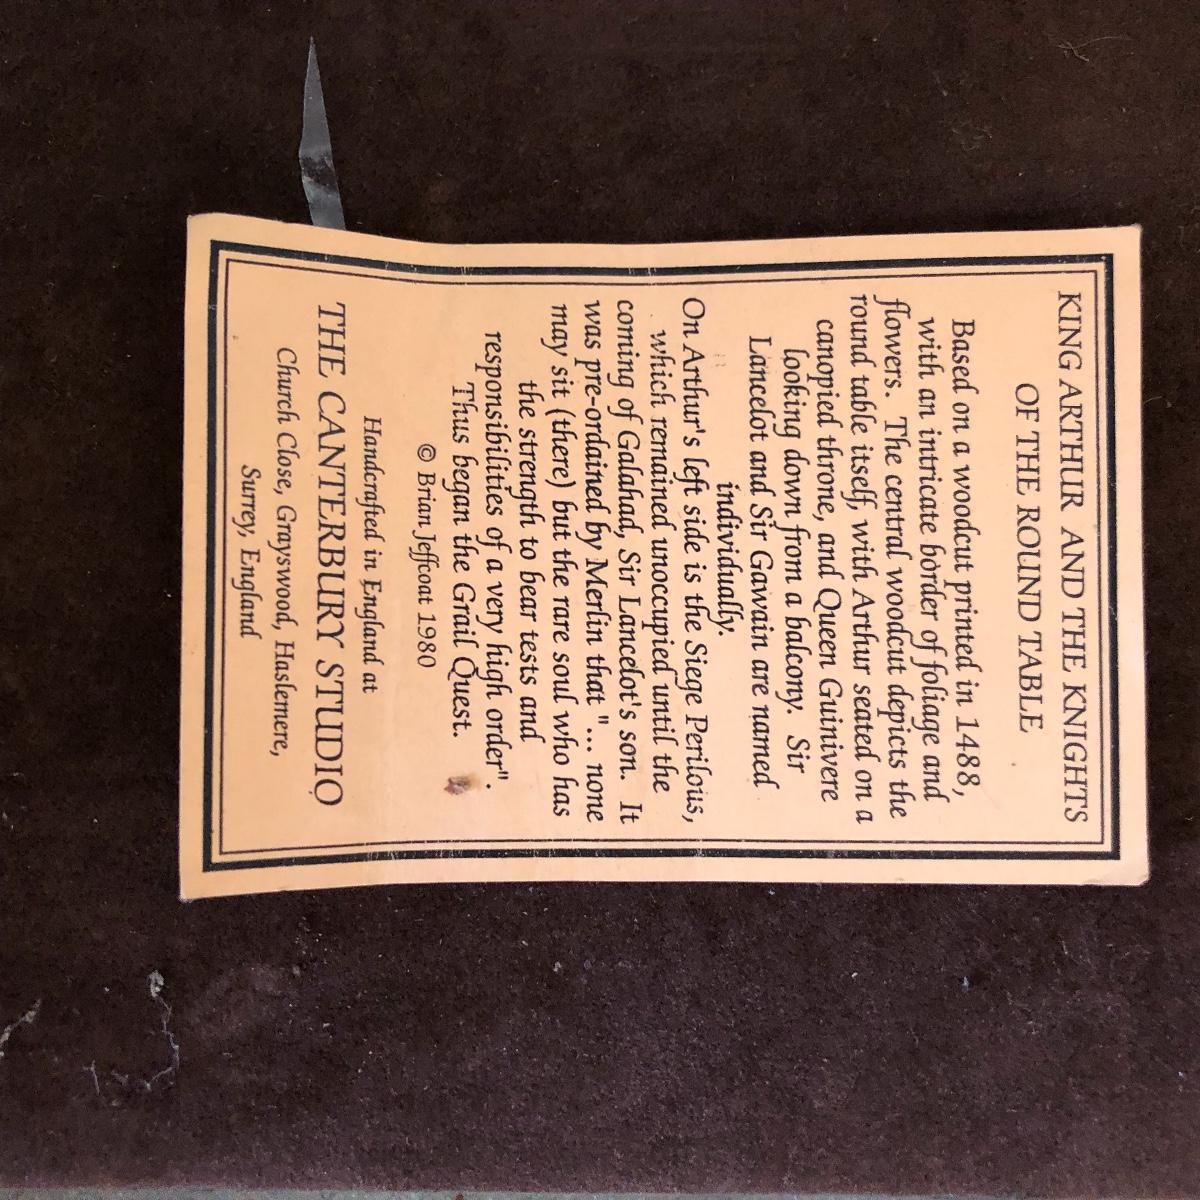 KING ARTHUR AND THE KNIGHTS
OF THE ROUND TABLE
Based on a woodcut printed in 1488,
with an intricate border of foliage and
flowers. The central woodcut depicts the
round table itself, with Arthur seated on a
canopied throne, and Queen Guinivere
looking down from a balcony. Sir
Lancelot and Sir Gawain are named
individually.
On Arthur's left side is the Siege Perilous,
which remained unoccupied until the
coming of Galahad, Sir Lancelot's son. It
was pre-ordained by Merlin that "... none
may sit (there) but the rare soul who has
the strength to bear tests and
responsibilities of a very high order".
Thus began the Grail Quest.
© Brian Jeffcoat 1980
Handcrafted in England at
THE CANTERBURY STUDIO
Church Close, Grayswood, Haslemere,
Surrey, England